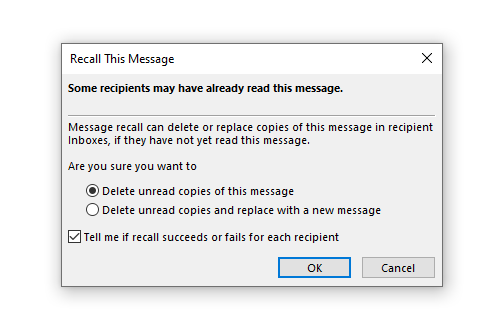 Recall This Message
Some recipients may have already read this message.
Message recall can delete or replace copies of this message in recipient
Inboxes, if they have not yet read this message.
Are you sure you want to
Delete unread copies of this message
Delete unread copies and replace with a new message
Tell me if recall succeeds or fails for each recipient
OK Cancel